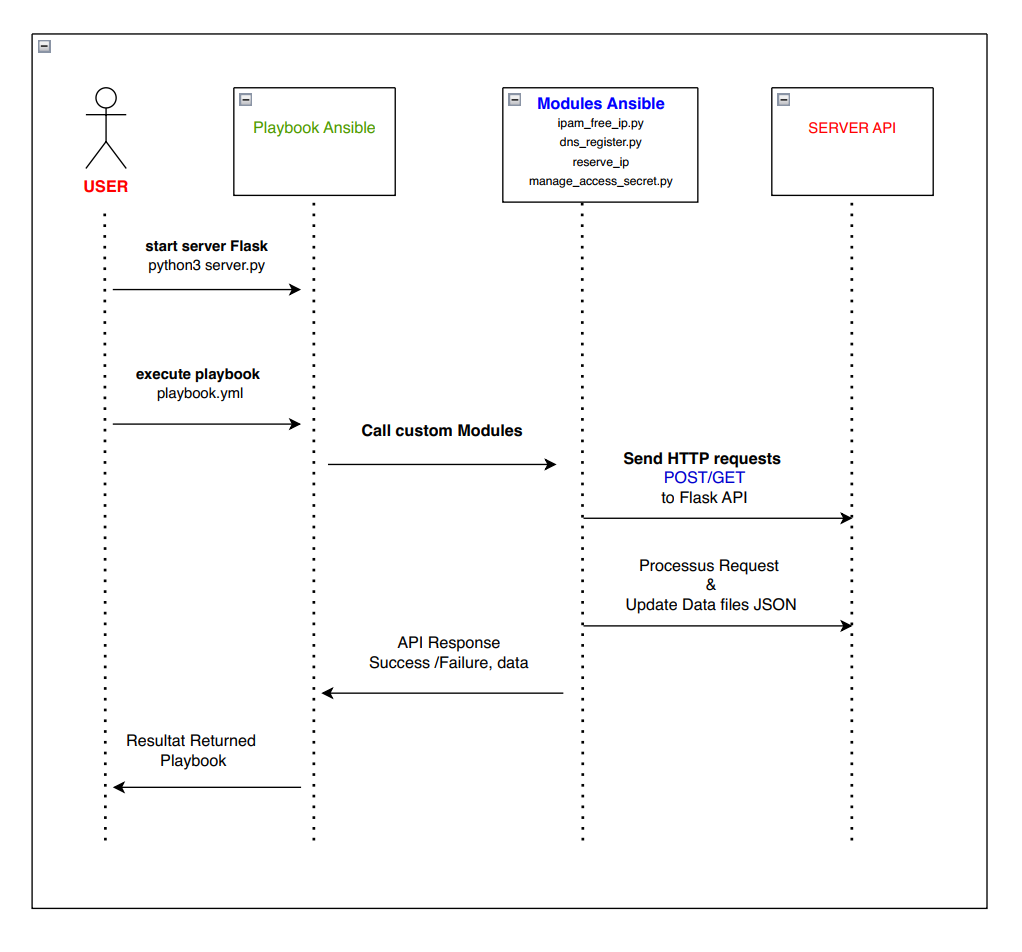 USER
Playbook Ansible
Modules Ansible
ipam_free_ip.py
dns_register.py
reserve_ip
manage_access_secret.py
SERVER API
start server Flask
python3 server.py
execute playbook
playbook.yml
Call custom Modules
Send HTTP requests
POST/GET
to Flask API
Processus Request
&
Update Data files JSON
API Response
Success /Failure, data
Resultat Returned
Playbook